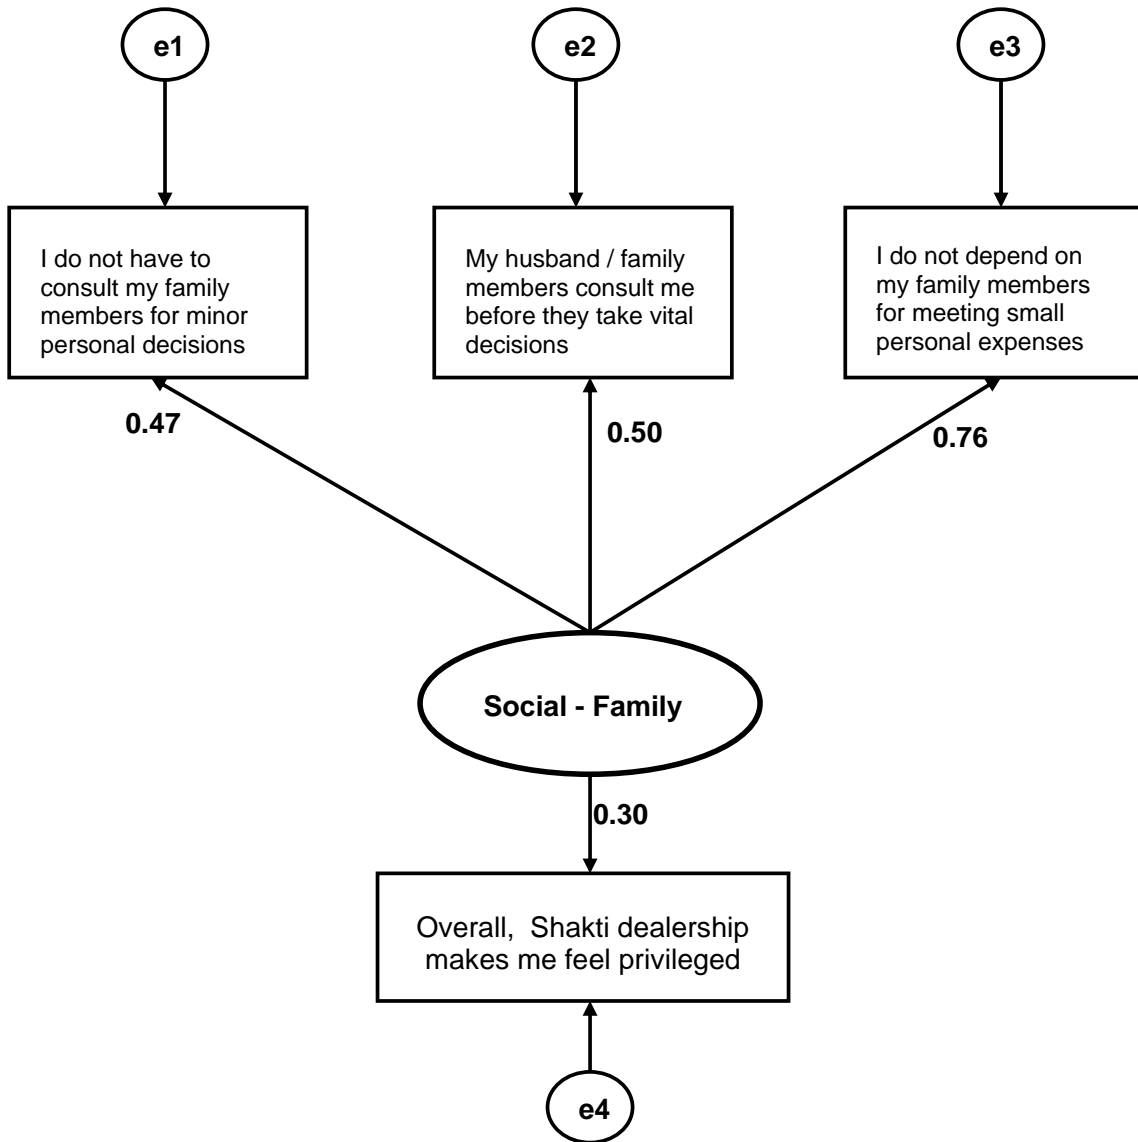 e1
e2
e3
I do not have to
consult my family
members for minor
personal decisions
My husband / family
members consult me
before they take vital
decisions
I do not depend on
my family members
for meeting small
personal expenses
0.47
0.50
0.76
Social - Family
0.30
Overall,  Shakti dealership
makes me feel privileged
e4